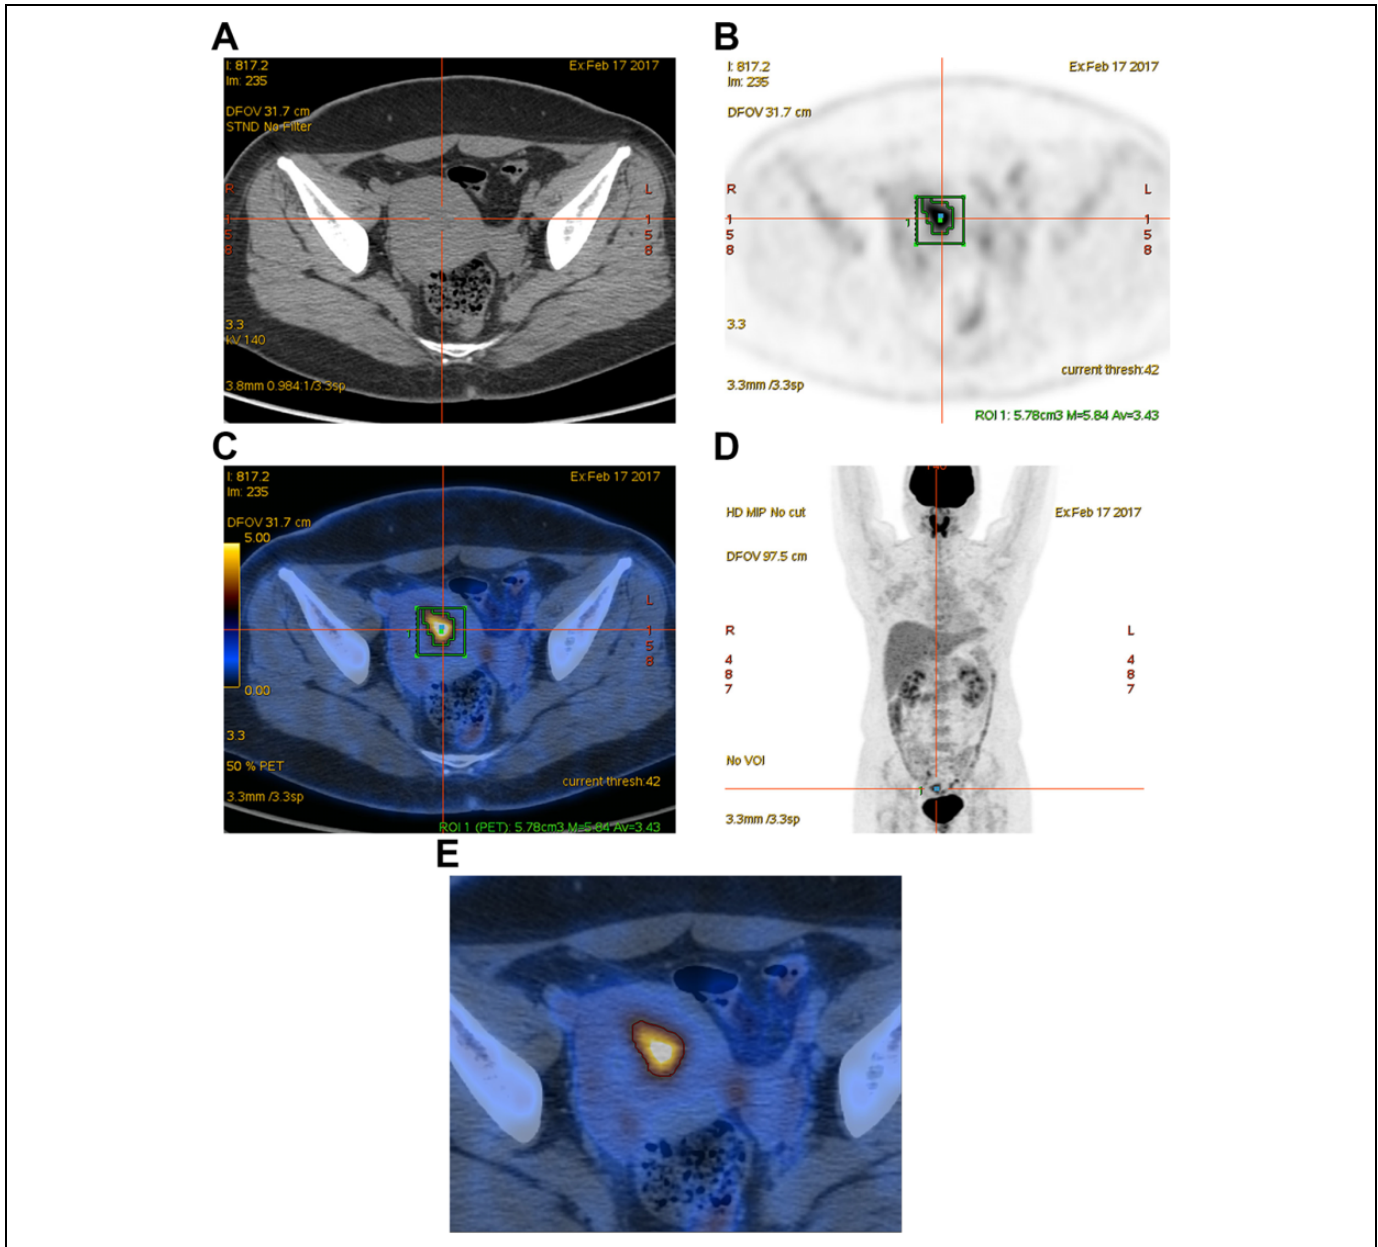 A
I: 817.2
Im: 235
Ex:Feb 17 2017
DFOV 31.7 cm
STND No Filter
R
L
1
5
8
1
5
8
3.3
kV 140
3.8mm 0.984:1/3.3sp
B
I: 817.2
Im: 235
Ex:Feb 17 2017
DFOV 31.7 cm
R
L
1
5
8
1
1
5
8
3.3
current thresh:42
3.3mm /3.3sp
ROI 1: 5.78cm3 M=5.84 Av=3.43
C
I: 817.2
Im: 235
Ex:Feb 17 2017
DFOV 31.7 cm
5.00
L
1
1
5
8
0.00
3.3
50 % PET
current thresh:42
3.3mm /3.3sp
ROI 1 (PET): 5.78cm3 M=5.84 Av=3.43
D
HD MIP No cut
Ex:Feb 17 2017
DFOV 97.5 cm
R
L
4
8
7
4
8
7
No VOI
1
3.3mm /3.3sp
E